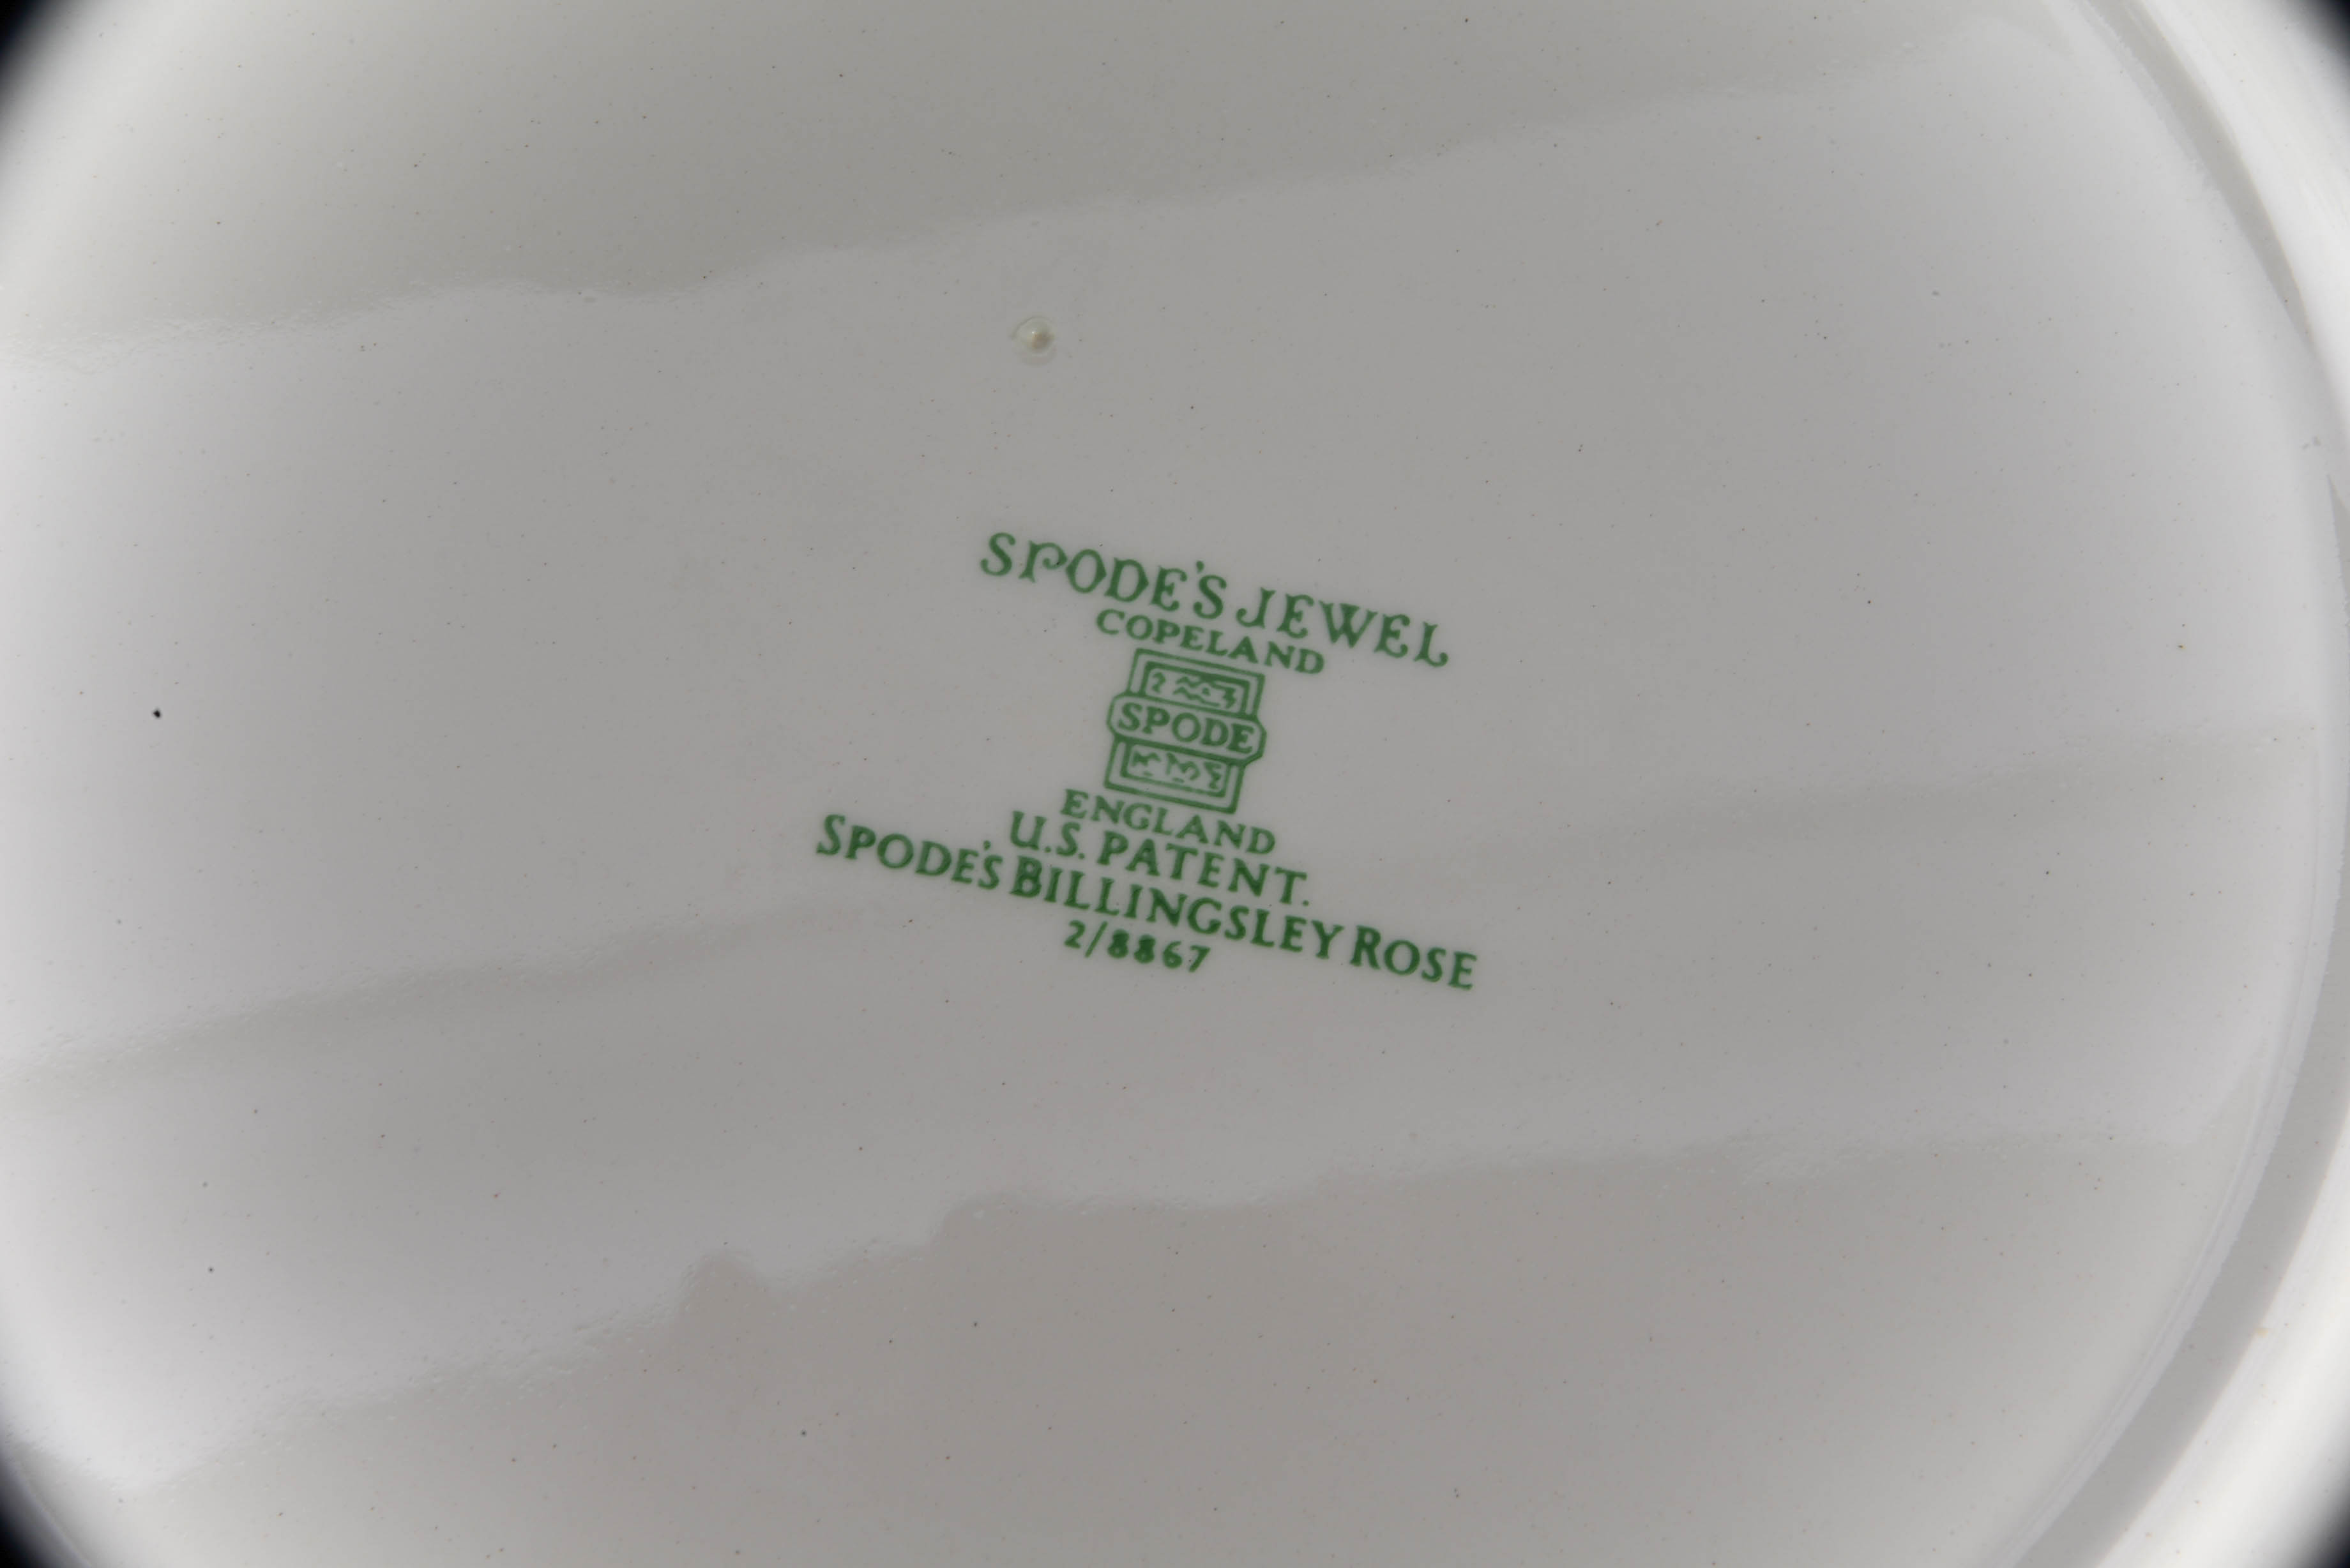 SPODE'S JEWEL
COPELAND
SPODE
ENGLAND
U.S. PATENT.
SPODE'S BILLINGSLEY ROSE
2/8867